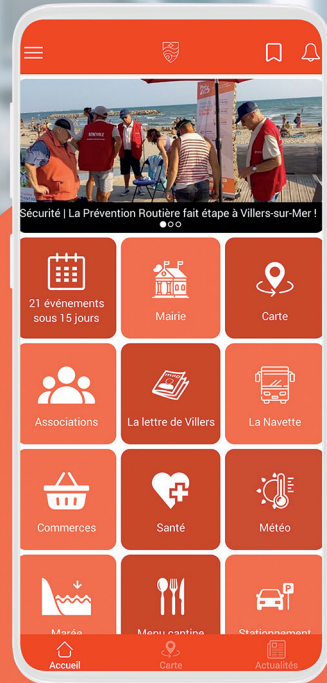 Sécurité | La Prévention Routière fait étape à Villers-sur-Mer !
21 événements
sous 15 jours
Mairie
Carte
Associations
La lettre de Villers
La Navette
Commerces
Santé
Météo
Marée
Menu cantine
Stationnement
Accueil
Carte
Actualités